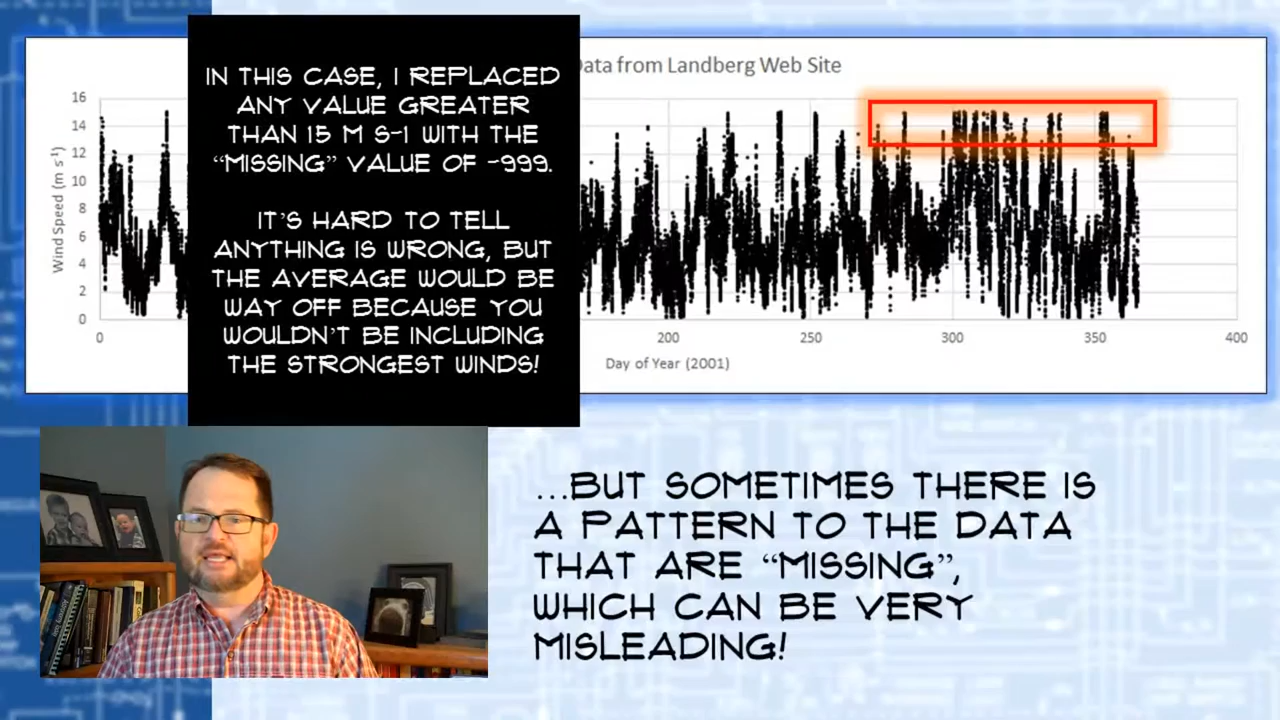 Data from Landberg Web Site
IN THIS CASE, I REPLACED
ANY VALUE GREATER
THAN 15 M S-1 WITH THE
“MISSING” VALUE OF -999.
IT’S HARD TO TELL
ANYTHING IS WRONG, BUT
THE AVERAGE WOULD BE
WAY OFF BECAUSE YOU
WOULDN’T BE INCLUDING
THE STRONGEST WINDS!
Wind Speed (m s⁻¹)
16
14
12
10
8
6
4
2
0
0
200
250
300
350
400
Day of Year (2001)
...BUT SOMETIMES THERE IS
A PATTERN TO THE DATA
THAT ARE “MISSING”,
WHICH CAN BE VERY
MISLEADING!